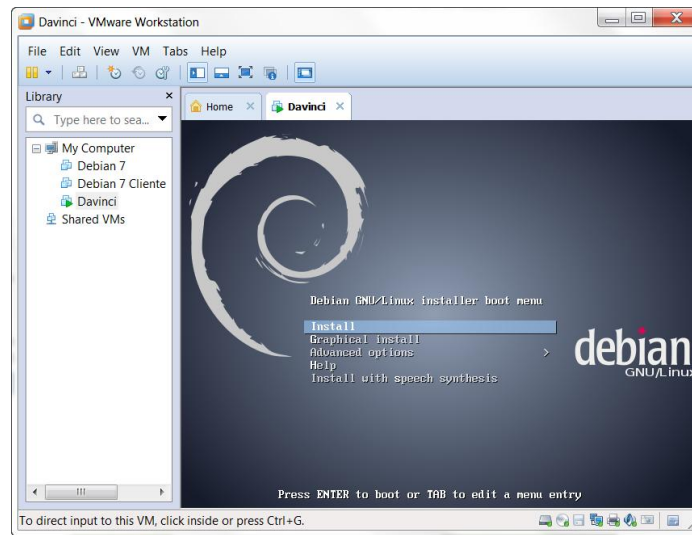 Davinci - VMware Workstation
File Edit View VM Tabs Help
Library
Type here to sea...
My Computer
Debian 7
Debian 7 Cliente
Davinci
Shared VMs
Home
Davinci
Debian GNU/Linux installer boot menu
Install
Graphical install
Advanced options >
Help
Install with speech synthesis
debian
GNU/Linux
Press ENTER to boot or TAB to edit a menu entry
To direct input to this VM, click inside or press Ctrl+G.